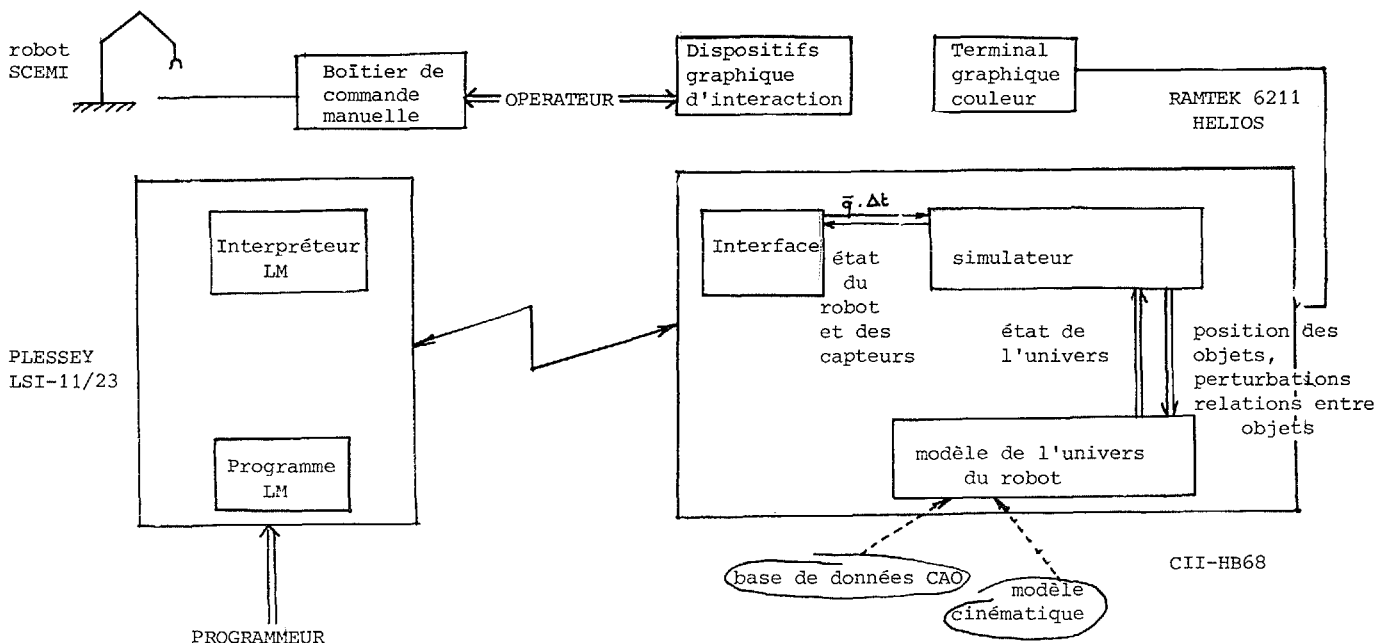 robot
SCEMI
Boîtier de
commande
manuelle
OPERATEUR
Dispositifs
graphique
d'interaction
Terminal
graphique
couleur
RAMTEK 6211
HELIOS
PLESSEY
LSI-11/23
Interpréteur
LM
Programme
LM
PROGRAMMEUR
Interface
q̄.Δt
état
du
robot
et des
capteurs
simulateur
état de
l'univers
position des
objets,
perturbations
relations entre
objets
modèle de l'univers
du robot
base de données CAO
modèle
cinématique
CII-HB68